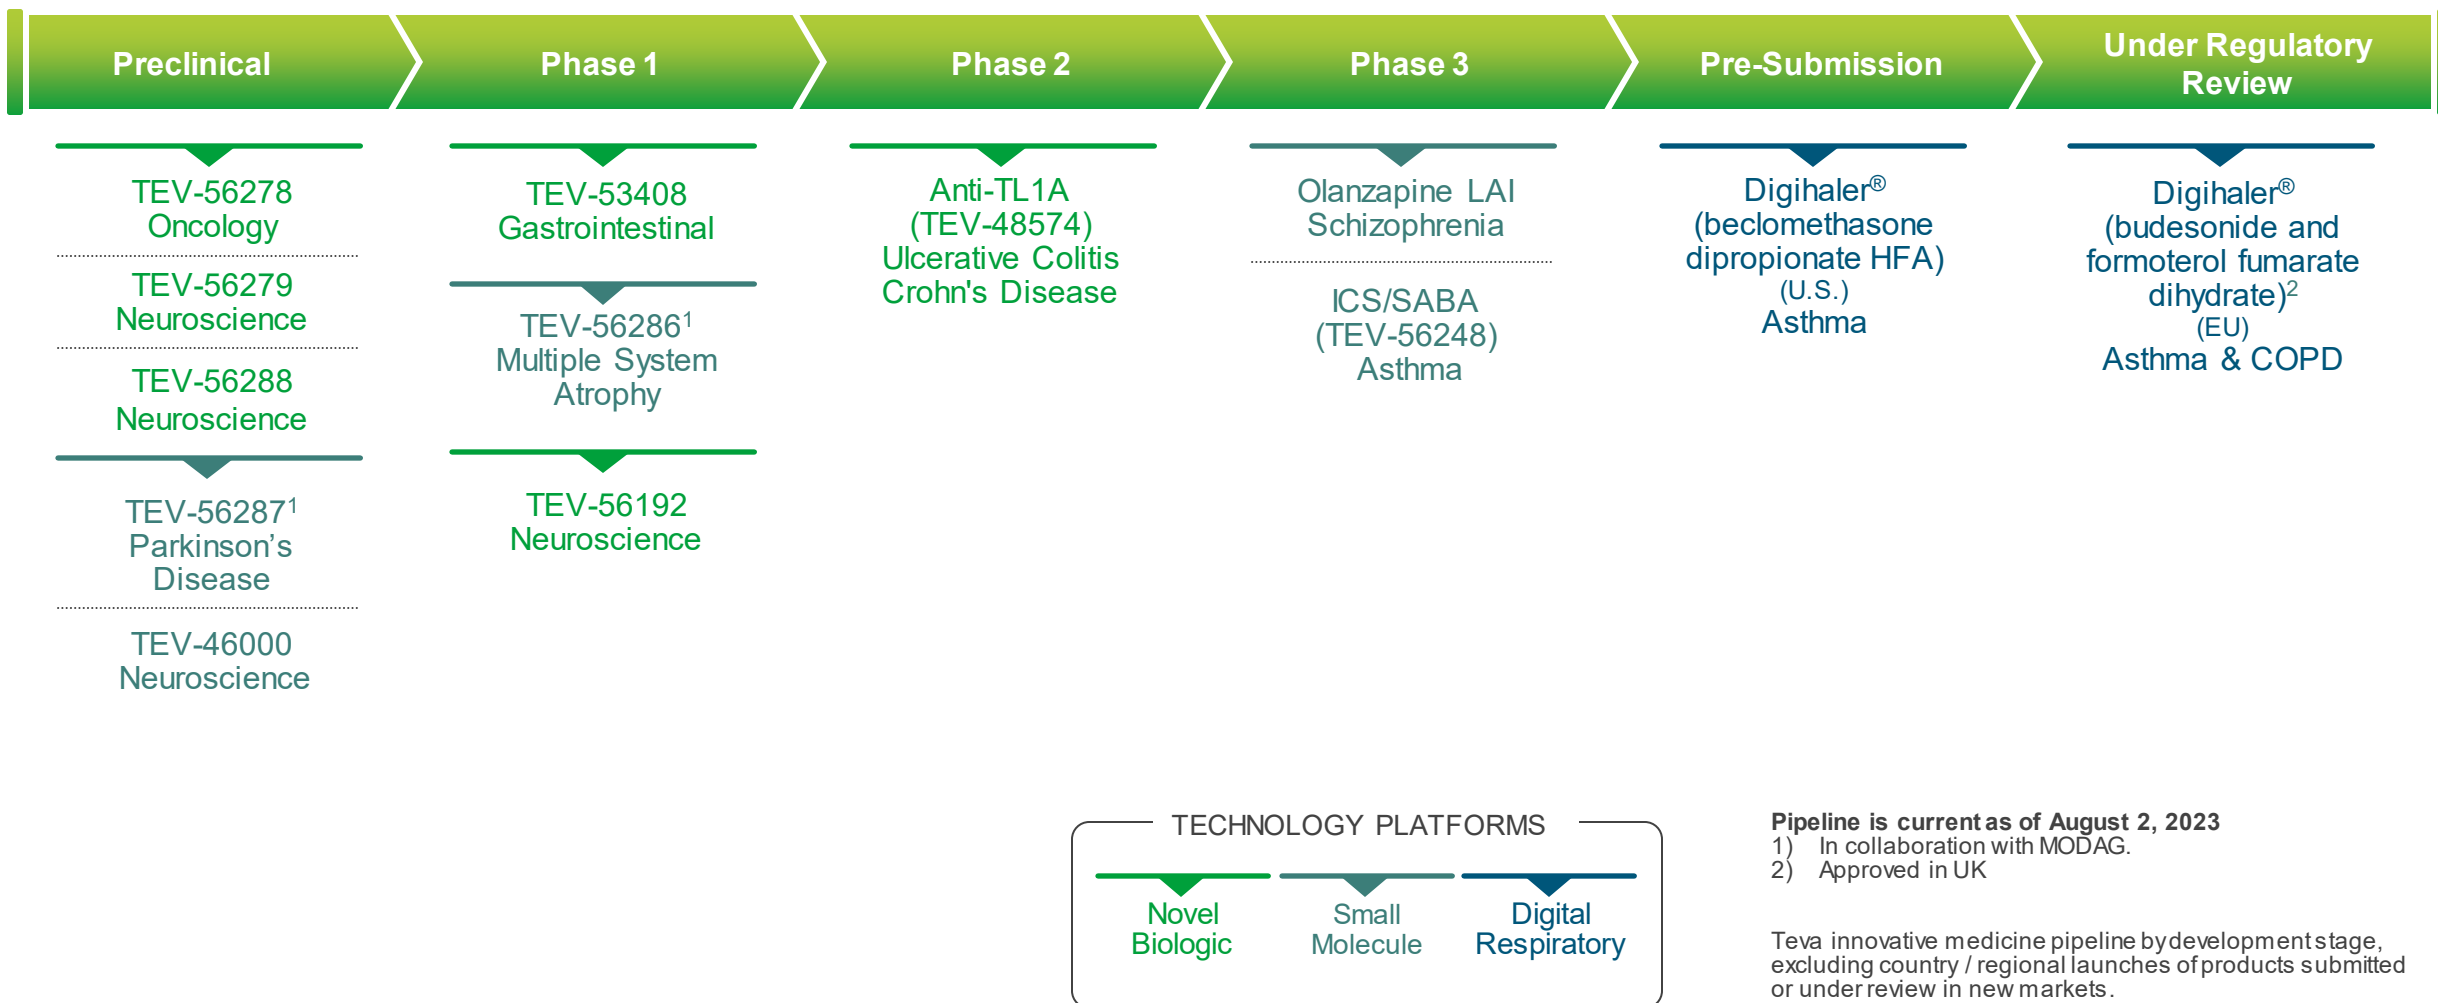 Preclinical
Phase 1
Phase 2
Phase 3
Pre-Submission
Under Regulatory
Review
TEV-56278
Oncology
TEV-56279
Neuroscience
TEV-56288
Neuroscience
TEV-56287¹
Parkinson’s
Disease
TEV-46000
Neuroscience
TEV-53408
Gastrointestinal
TEV-56286¹
Multiple System
Atrophy
TEV-56192
Neuroscience
Anti-TL1A
(TEV-48574)
Ulcerative Colitis
Crohn's Disease
Olanzapine LAI
Schizophrenia
ICS/SABA
(TEV-56248)
Asthma
Digihaler®
(beclomethasone
dipropionate HFA)
(U.S.)
Asthma
Digihaler®
(budesonide and
formoterol fumarate
dihydrate)²
(EU)
Asthma & COPD
TECHNOLOGY PLATFORMS
Novel
Biologic
Small
Molecule
Digital
Respiratory
Pipeline is current as of August 2, 2023
1) In collaboration with MODAG.
2) Approved in UK
Teva innovative medicine pipeline by development stage,
excluding country / regional launches of products submitted
or under review in new markets.